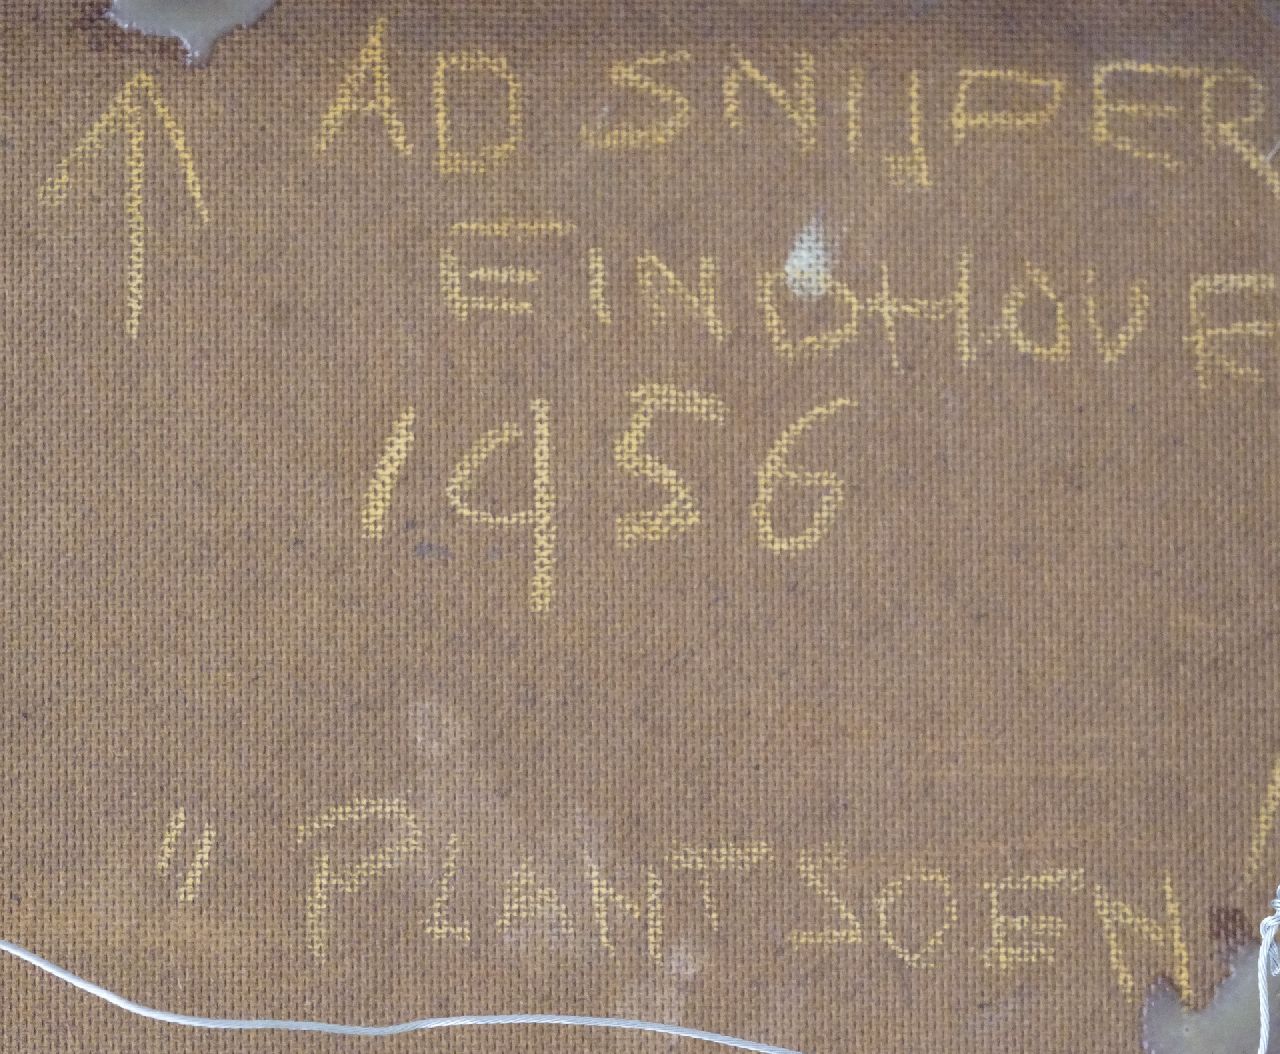 AD SNIJPER
EINDHOVE
1956
" PLANTSOEN